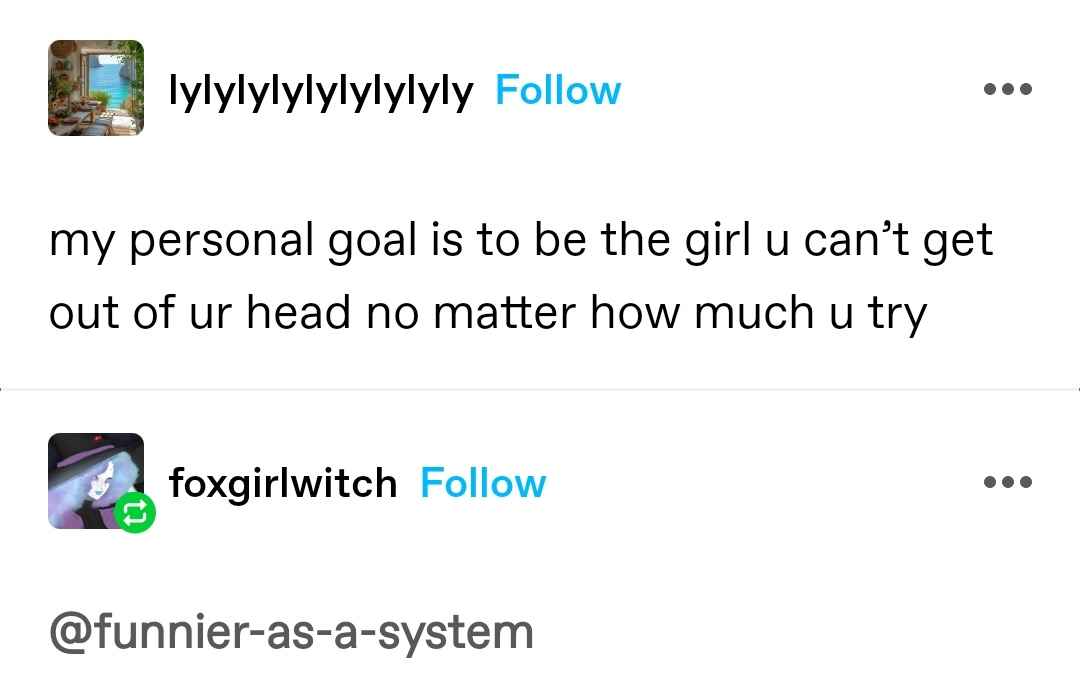 lylylylylylylylyly Follow
my personal goal is to be the girl u can’t get
out of ur head no matter how much u try
foxgirlwitch Follow
@funnier-as-a-system